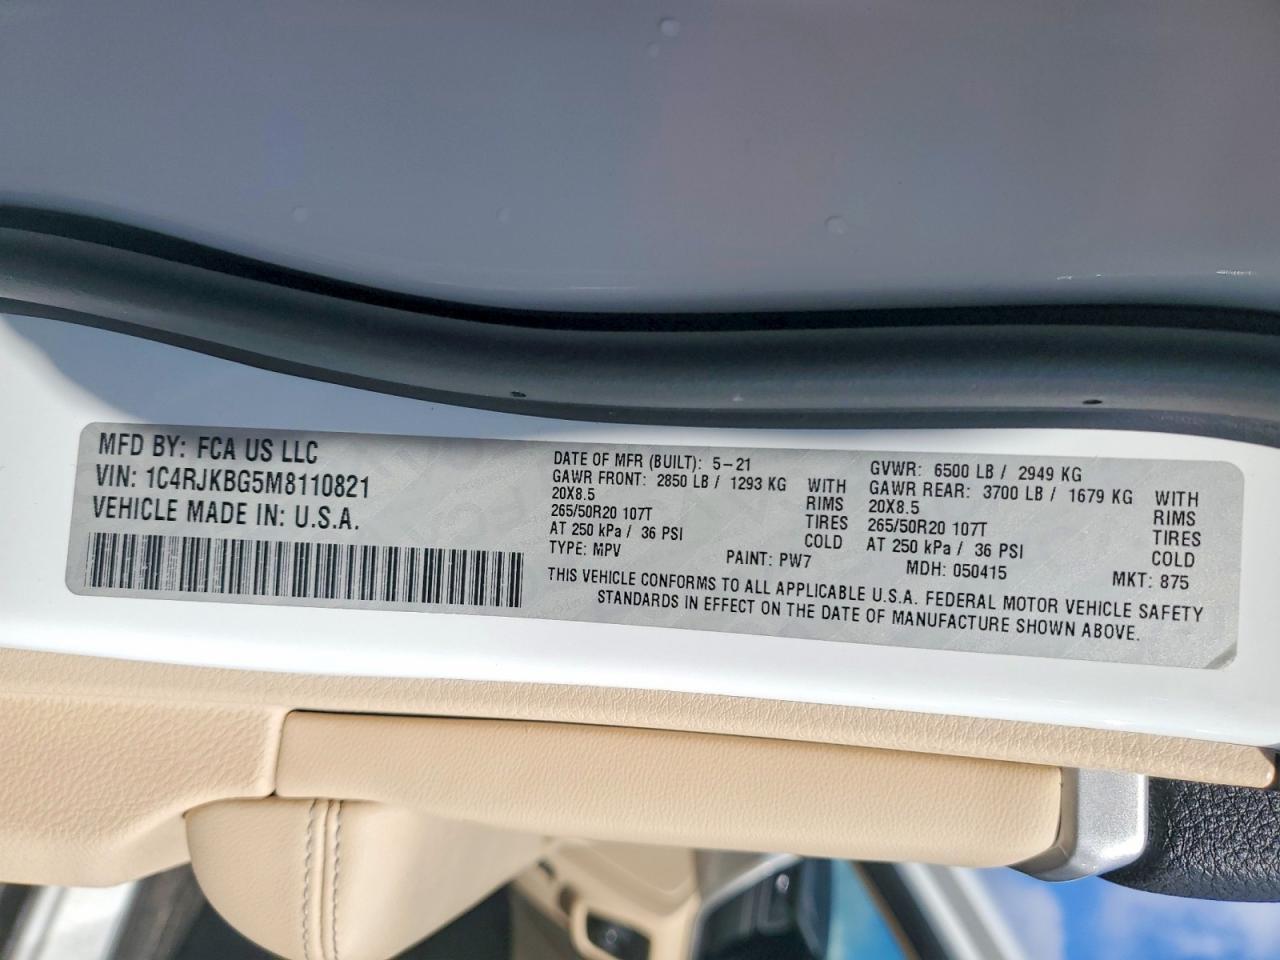 MFD BY: FCA US LLC
VIN: 1C4RJKBG5M8110821
VEHICLE MADE IN: U.S.A.
DATE OF MFR (BUILT): 5-21
GAWR FRONT: 2850 LB / 1293 KG WITH
20X8.5 RIMS
265/50R20 107T TIRES
AT 250 kPa / 36 PSI COLD
TYPE: MPV PAINT: PW7
GVWR: 6500 LB / 2949 KG
GAWR REAR: 3700 LB / 1679 KG WITH
20X8.5 RIMS
265/50R20 107T TIRES
AT 250 kPa / 36 PSI COLD
MDH: 050415 MKT: 875
THIS VEHICLE CONFORMS TO ALL APPLICABLE U.S.A. FEDERAL MOTOR VEHICLE SAFETY
STANDARDS IN EFFECT ON THE DATE OF MANUFACTURE SHOWN ABOVE.